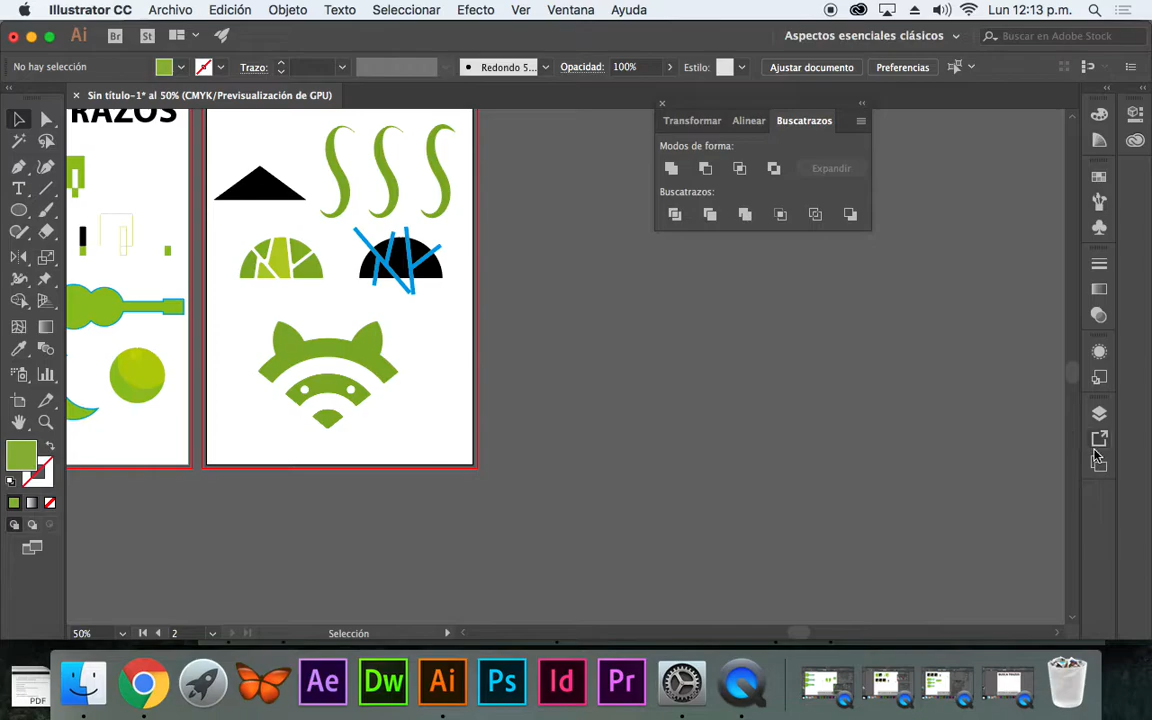 Illustrator CC Archivo Edición Objeto Texto Seleccionar Efecto Ver Ventana Ayuda Lun 12:13 p.m.
Ai Br St Aspectos esenciales clásicos Buscar en Adobe Stock
No hay selección Trazo: Redondo 5... Opacidad: 100% Estilo: Ajustar documento Preferencias
× Sin título-1* al 50% (CMYK/Previsualización de GPU)
RAZOS
Transformar Alinear Buscatrazos
Modos de forma:
Expandir
Buscatrazos:
50% 2 Selección
PDF Ae Dw Ai Ps Id Pr